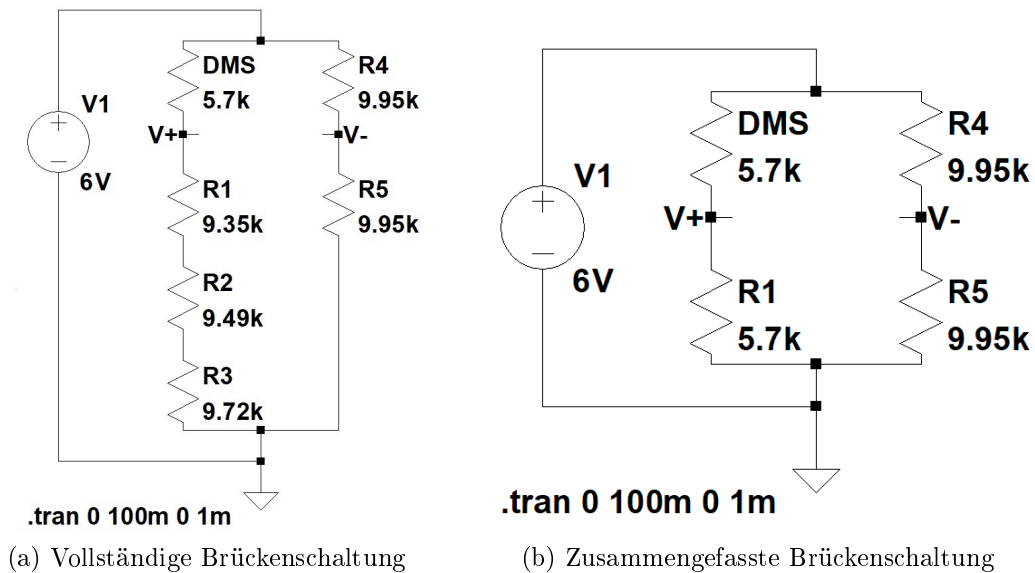 V1
6V
DMS
5.7k
V+
R1
9.35k
R2
9.49k
R3
9.72k
R4
9.95k
V-
R5
9.95k
.tran 0 100m 0 1m
(a) Vollständige Brückenschaltung
V1
6V
DMS
5.7k
V+
R1
5.7k
R4
9.95k
V-
R5
9.95k
.tran 0 100m 0 1m
(b) Zusammengefasste Brückenschaltung